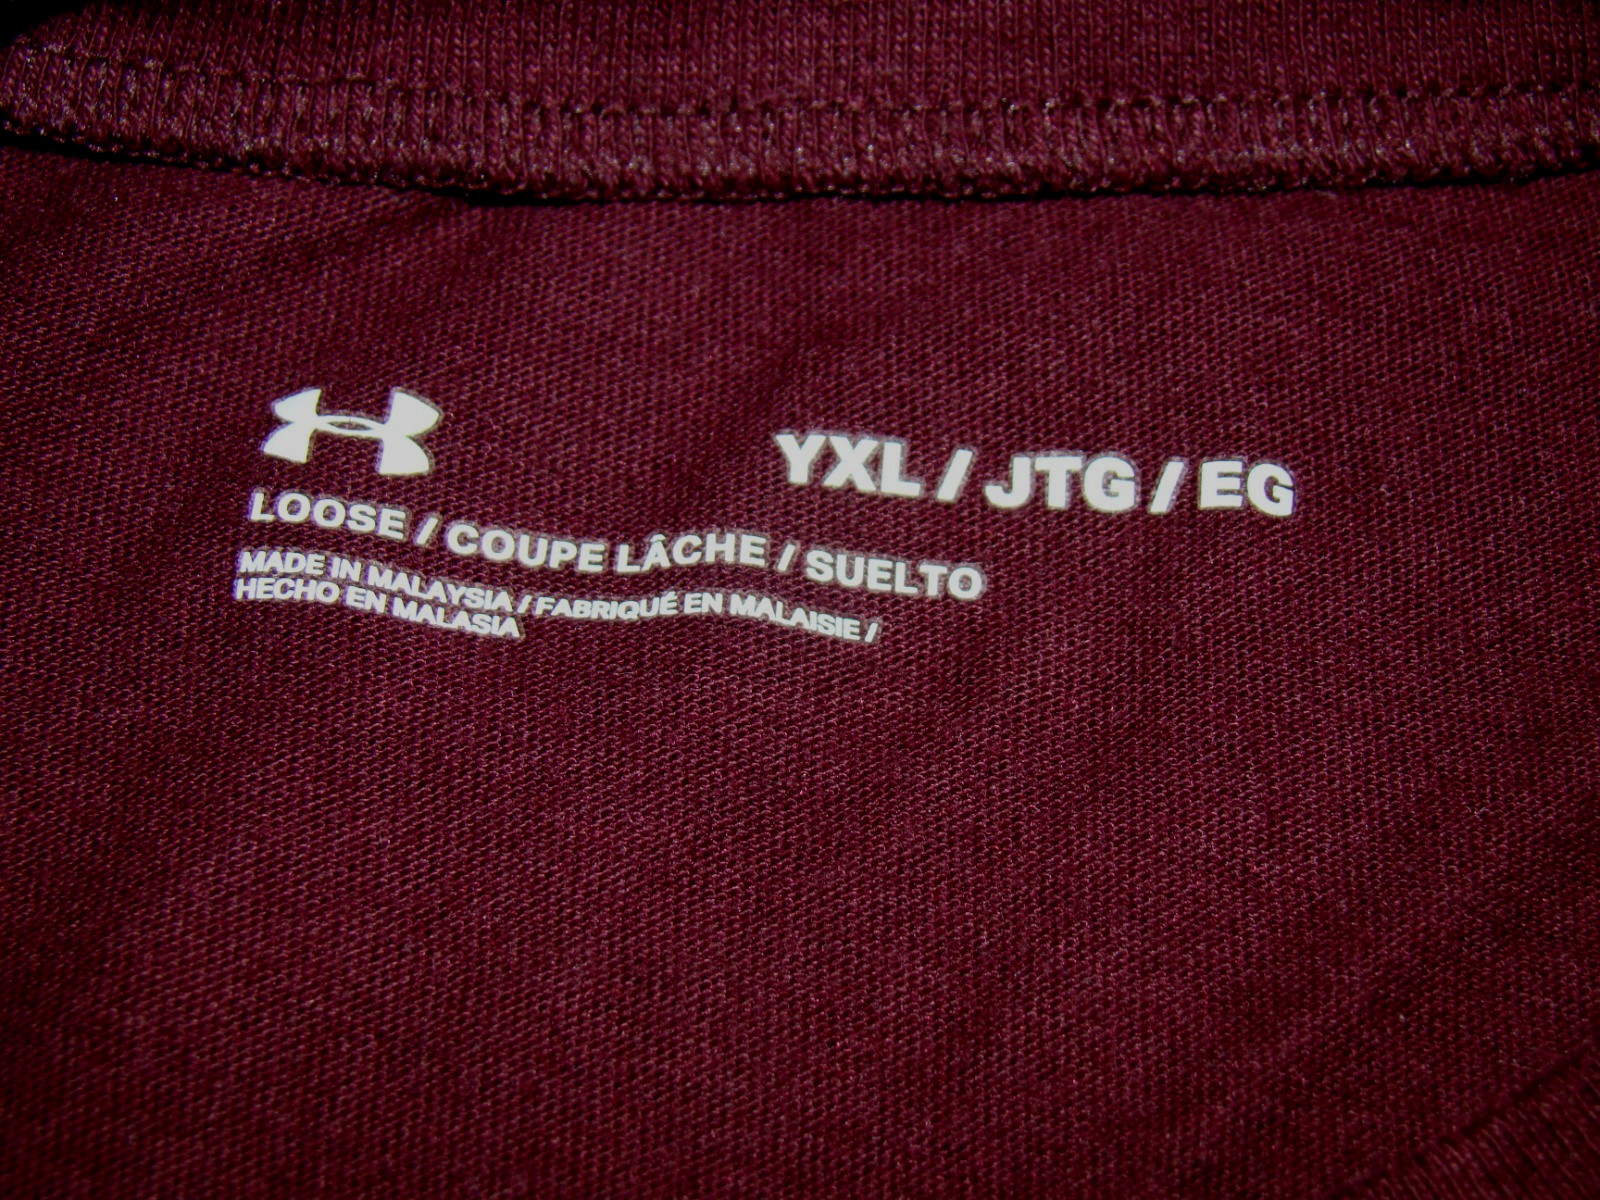 YXL / JTG / EG
LOOSE / COUPE LÂCHE / SUELTO
MADE IN MALAYSIA / FABRIQUÉ EN MALAISIE /
HECHO EN MALASIA